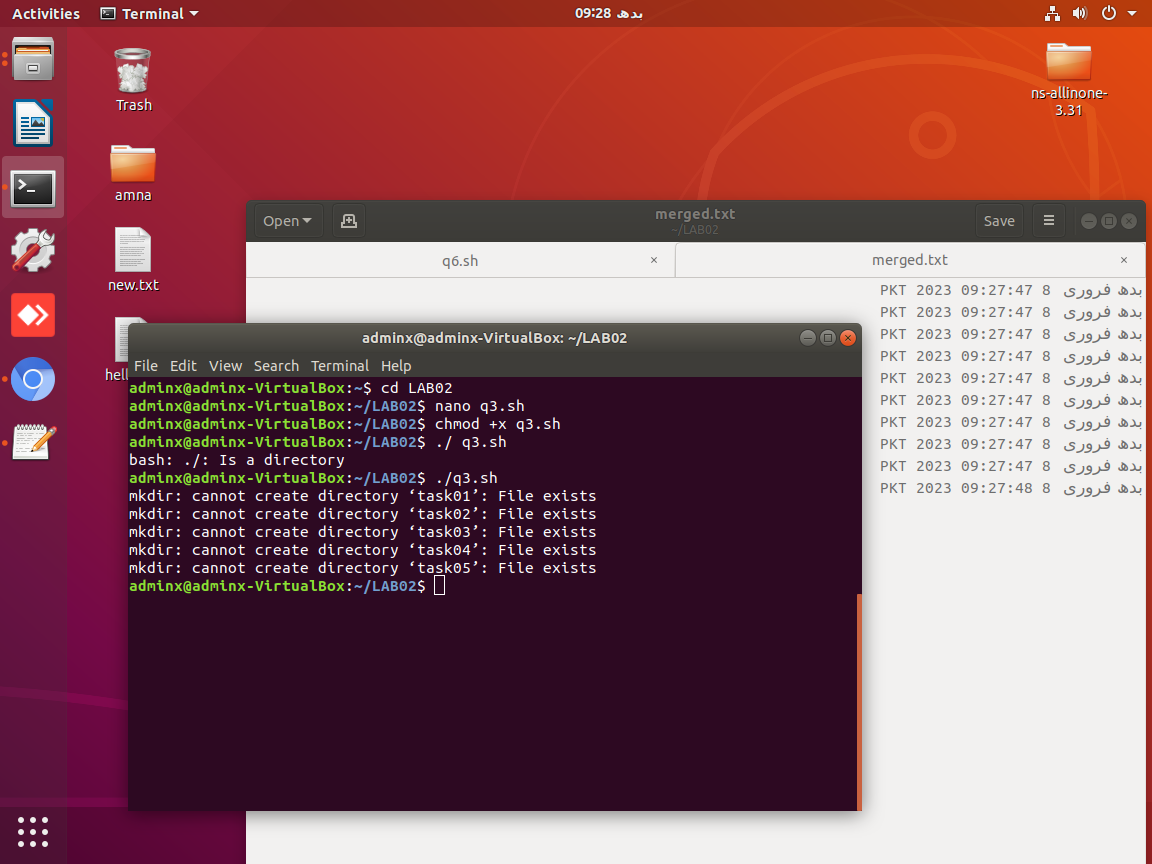 Activities
Terminal
بدھ 09:28
Trash
amna
new.txt
hell
ns-allinone-
3.31
Open
merged.txt
~/LAB02
Save
q6.sh ×
merged.txt ×
بدھ فروری 8 09:27:47 PKT 2023
بدھ فروری 8 09:27:47 PKT 2023
بدھ فروری 8 09:27:47 PKT 2023
بدھ فروری 8 09:27:47 PKT 2023
بدھ فروری 8 09:27:47 PKT 2023
بدھ فروری 8 09:27:47 PKT 2023
بدھ فروری 8 09:27:47 PKT 2023
بدھ فروری 8 09:27:47 PKT 2023
بدھ فروری 8 09:27:47 PKT 2023
بدھ فروری 8 09:27:48 PKT 2023
adminx@adminx-VirtualBox: ~/LAB02
File Edit View Search Terminal Help
adminx@adminx-VirtualBox:~$ cd LAB02
adminx@adminx-VirtualBox:~/LAB02$ nano q3.sh
adminx@adminx-VirtualBox:~/LAB02$ chmod +x q3.sh
adminx@adminx-VirtualBox:~/LAB02$ ./ q3.sh
bash: ./: Is a directory
adminx@adminx-VirtualBox:~/LAB02$ ./q3.sh
mkdir: cannot create directory ‘task01’: File exists
mkdir: cannot create directory ‘task02’: File exists
mkdir: cannot create directory ‘task03’: File exists
mkdir: cannot create directory ‘task04’: File exists
mkdir: cannot create directory ‘task05’: File exists
adminx@adminx-VirtualBox:~/LAB02$